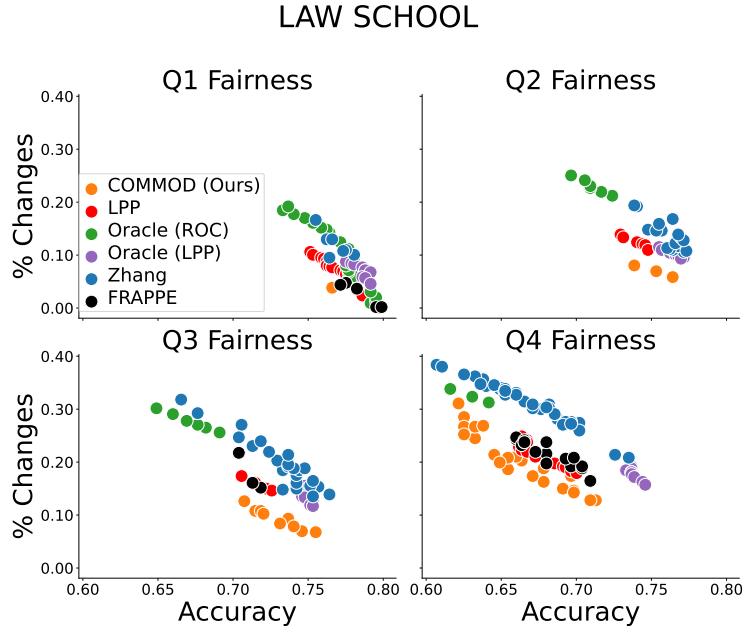 LAW SCHOOL
Q1 Fairness
Q2 Fairness
% Changes
0.40
0.30
0.20
0.10
0.00
COMMOD (Ours)
LPP
Oracle (ROC)
Oracle (LPP)
Zhang
FRAPPE
Q3 Fairness
Q4 Fairness
% Changes
0.40
0.30
0.20
0.10
0.00
0.60 0.65 0.70 0.75 0.80
0.60 0.65 0.70 0.75 0.80
Accuracy
Accuracy